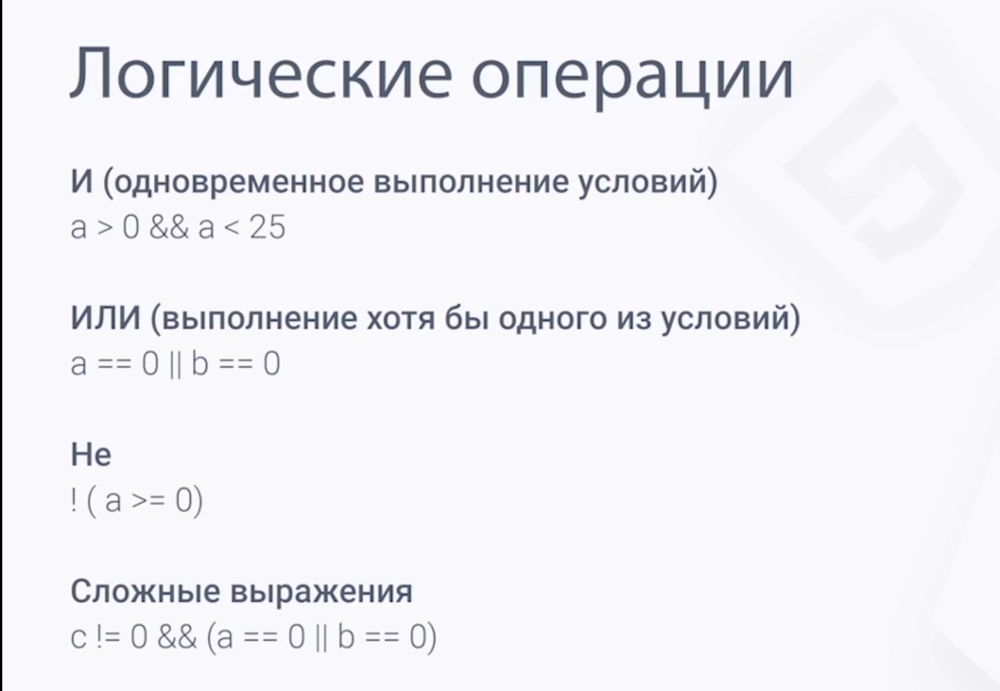 Логические операции
И (одновременное выполнение условий)
a > 0 && a < 25
ИЛИ (выполнение хотя бы одного из условий)
a == 0 || b == 0
Не
! ( a >= 0)
Сложные выражения
c != 0 && (a == 0 || b == 0)